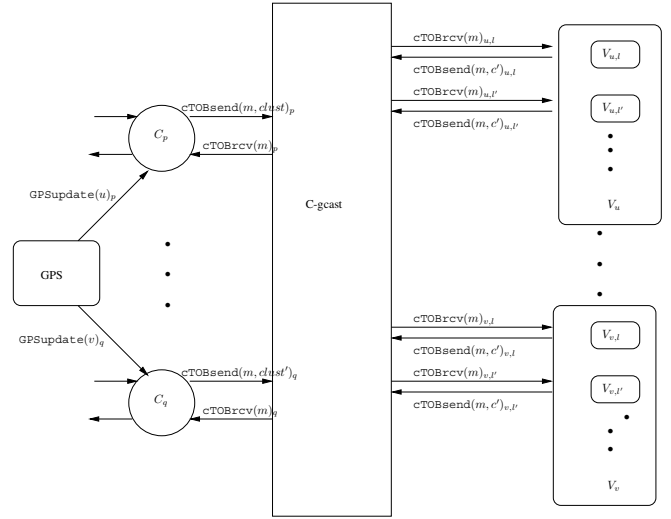 cTOBrcv(m)_{u,l}
V_{u,l}
cTOBsend(m, c')_{u,l}
cTOBrcv(m)_{u,l'}
V_{u,l'}
cTOBsend(m, c')_{u,l'}
cTOBsend(m, clust)_p
C_p
cTOBrcv(m)_p
GPSupdate(u)_p
C-gcast
V_u
GPS
cTOBrcv(m)_{v,l}
V_{v,l}
GPSupdate(v)_q
cTOBsend(m, c')_{v,l}
cTOBsend(m, clust')_q
cTOBrcv(m)_{v,l'}
V_{v,l'}
C_q
cTOBsend(m, c')_{v,l'}
cTOBrcv(m)_q
V_v